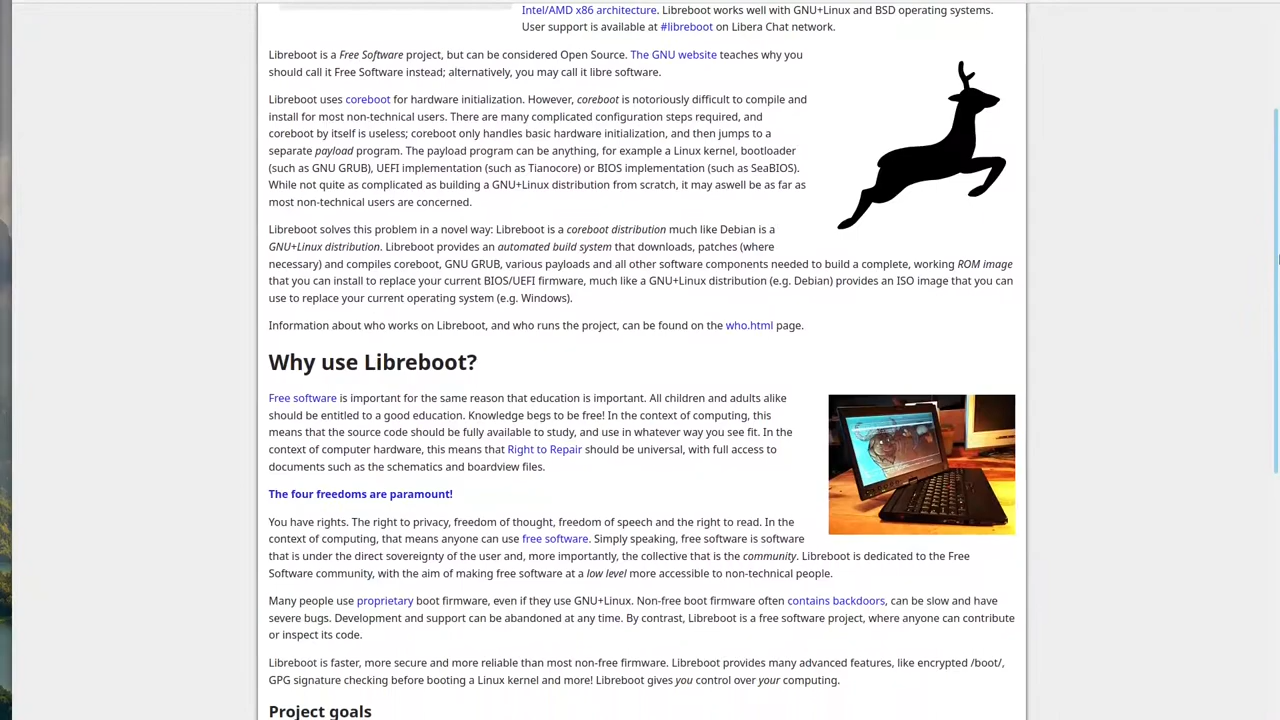 Intel/AMD x86 architecture. Libreboot works well with GNU+Linux and BSD operating systems.
User support is available at #libreboot on Libera Chat network.
Libreboot is a Free Software project, but can be considered Open Source. The GNU website teaches why you
should call it Free Software instead; alternatively, you may call it libre software.
Libreboot uses coreboot for hardware initialization. However, coreboot is notoriously difficult to compile and
install for most non-technical users. There are many complicated configuration steps required, and
coreboot by itself is useless; coreboot only handles basic hardware initialization, and then jumps to a
separate payload program. The payload program can be anything, for example a Linux kernel, bootloader
(such as GNU GRUB), UEFI implementation (such as Tianocore) or BIOS implementation (such as SeaBIOS).
While not quite as complicated as building a GNU+Linux distribution from scratch, it may aswell be as far as
most non-technical users are concerned.
Libreboot solves this problem in a novel way: Libreboot is a coreboot distribution much like Debian is a
GNU+Linux distribution. Libreboot provides an automated build system that downloads, patches (where
necessary) and compiles coreboot, GNU GRUB, various payloads and all other software components needed to build a complete, working ROM image
that you can install to replace your current BIOS/UEFI firmware, much like a GNU+Linux distribution (e.g. Debian) provides an ISO image that you can
use to replace your current operating system (e.g. Windows).
Information about who works on Libreboot, and who runs the project, can be found on the who.html page.
Why use Libreboot?
Free software is important for the same reason that education is important. All children and adults alike
should be entitled to a good education. Knowledge begs to be free! In the context of computing, this
means that the source code should be fully available to study, and use in whatever way you see fit. In the
context of computer hardware, this means that Right to Repair should be universal, with full access to
documents such as the schematics and boardview files.
The four freedoms are paramount!
You have rights. The right to privacy, freedom of thought, freedom of speech and the right to read. In the
context of computing, that means anyone can use free software. Simply speaking, free software is software
that is under the direct sovereignty of the user and, more importantly, the collective that is the community. Libreboot is dedicated to the Free
Software community, with the aim of making free software at a low level more accessible to non-technical people.
Many people use proprietary boot firmware, even if they use GNU+Linux. Non-free boot firmware often contains backdoors, can be slow and have
severe bugs. Development and support can be abandoned at any time. By contrast, Libreboot is a free software project, where anyone can contribute
or inspect its code.
Libreboot is faster, more secure and more reliable than most non-free firmware. Libreboot provides many advanced features, like encrypted /boot/,
GPG signature checking before booting a Linux kernel and more! Libreboot gives you control over your computing.
Project goals